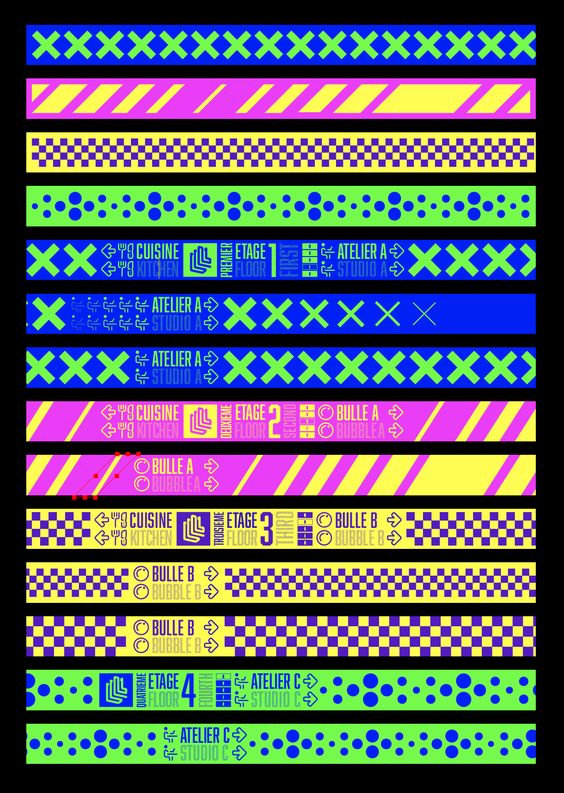 CUISINE PREMIER ETAGE 1 FIRST ATELIER A
KITCHEN FLOOR STUDIO A
ATELIER A
STUDIO A
ATELIER A
STUDIO A
CUISINE DEUXIEME ETAGE 2 SECOND BULLE A
KITCHEN FLOOR BUBBLE A
BULLE A
BUBBLE A
CUISINE TROISIEME ETAGE 3 THIRD BULLE B
KITCHEN FLOOR BUBBLE B
BULLE B
BUBBLE B
BULLE B
BUBBLE B
QUATRIEME ETAGE 4 FOURTH ATELIER C
FLOOR STUDIO C
ATELIER C
STUDIO C